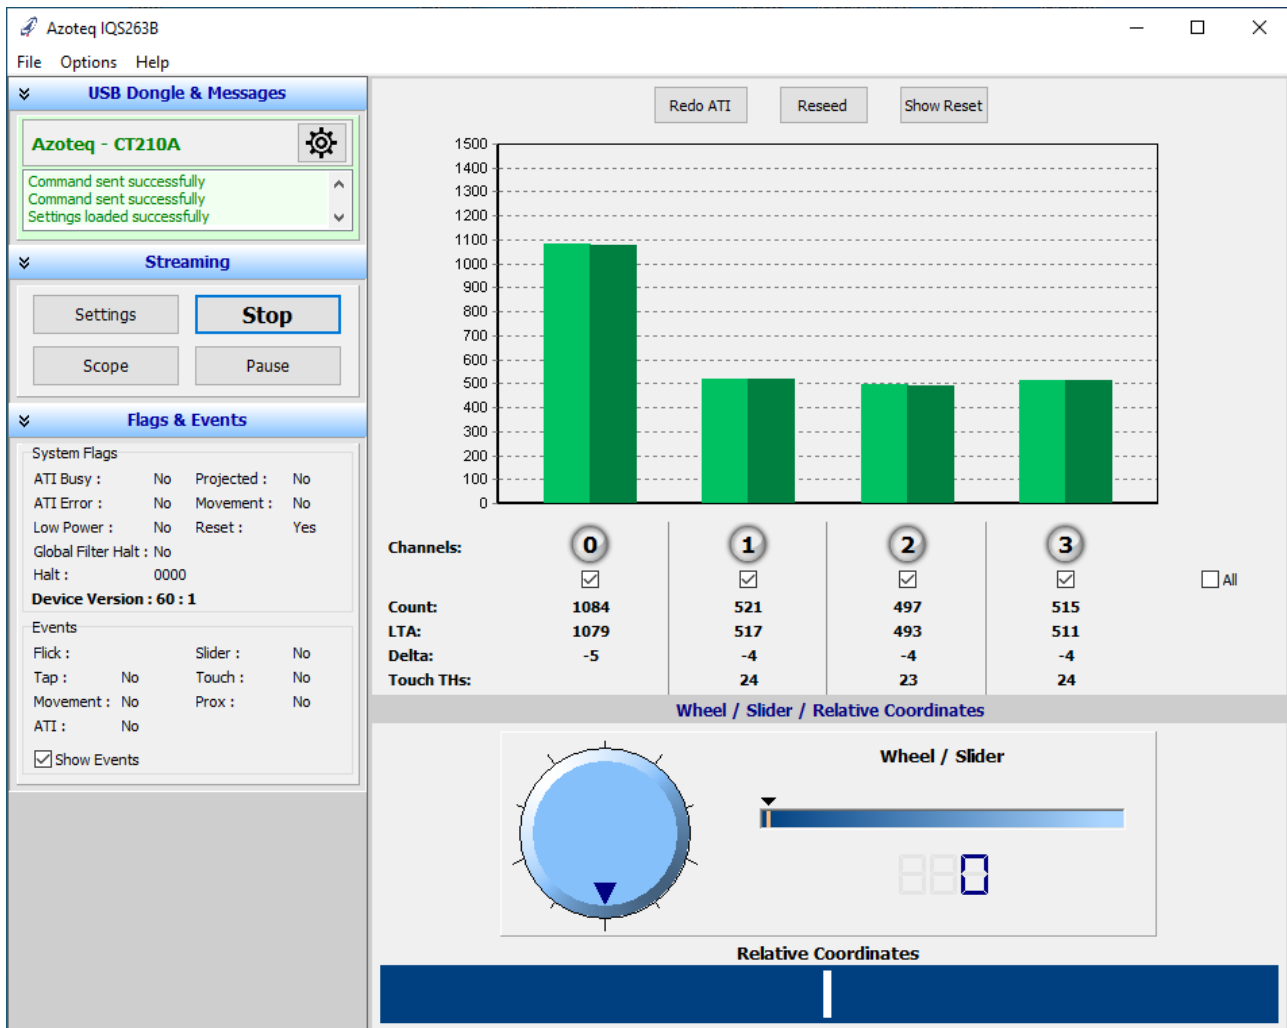 Azoteq IQS263B
File Options Help
USB Dongle & Messages
Azoteq - CT210A
Command sent successfully
Command sent successfully
Settings loaded successfully
Streaming
Settings Stop
Scope Pause
Flags & Events
System Flags
ATI Busy : No Projected : No
ATI Error : No Movement : No
Low Power : No Reset : Yes
Global Filter Halt : No
Halt : 0000
Device Version : 60 : 1
Events
Flick : Slider : No
Tap : No Touch : No
Movement : No Prox : No
ATI : No
Show Events
Redo ATI Reseed Show Reset
1500
1400
1300
1200
1100
1000
900
800
700
600
500
400
300
200
100
0
Channels: 0 1 2 3
All
Count: 1084 521 497 515
LTA: 1079 517 493 511
Delta: -5 -4 -4 -4
Touch THs: 24 23 24
Wheel / Slider / Relative Coordinates
Wheel / Slider
0
Relative Coordinates